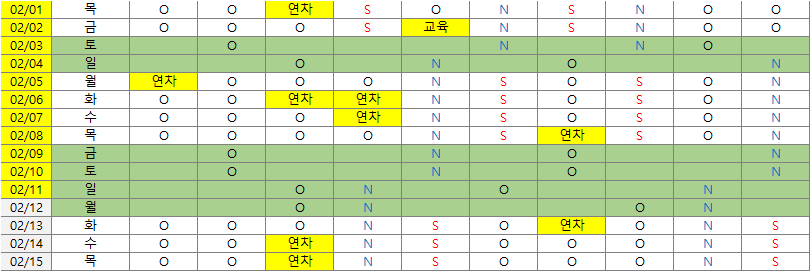 02/01 목 O O 연차 S O N S N O O
02/02 금 O O O S 교육 N S N O O
02/03 토 O N N O
02/04 일 O N O N
02/05 월 연차 O O O N S O S O N
02/06 화 O O 연차 연차 N S O S O N
02/07 수 O O O 연차 N S O S O N
02/08 목 O O O O N S 연차 S O N
02/09 금 O N O N
02/10 토 O N O N
02/11 일 O N O N
02/12 월 O N O N
02/13 화 O O O N S O 연차 O N S
02/14 수 O O 연차 N S O O O N S
02/15 목 O O 연차 N S O O O N S